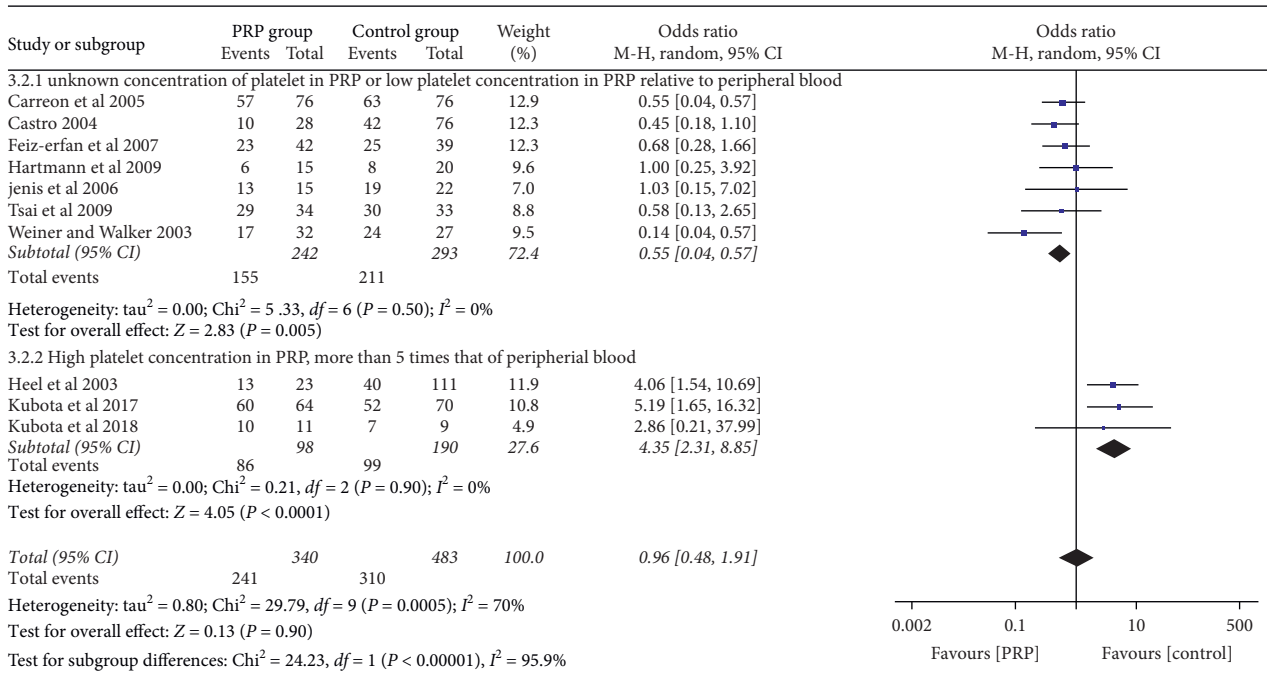 Study or subgroup PRP group Control group Weight Odds ratio Odds ratio
Events Total Events Total (%) M-H, random, 95% CI M-H, random, 95% CI
3.2.1 unknown concentration of platelet in PRP or low platelet concentration in PRP relative to peripheral blood
Carreon et al 2005 57 76 63 76 12.9 0.55 [0.04, 0.57]
Castro 2004 10 28 42 76 12.3 0.45 [0.18, 1.10]
Feiz-erfan et al 2007 23 42 25 39 12.3 0.68 [0.28, 1.66]
Hartmann et al 2009 6 15 8 20 9.6 1.00 [0.25, 3.92]
jenis et al 2006 13 15 19 22 7.0 1.03 [0.15, 7.02]
Tsai et al 2009 29 34 30 33 8.8 0.58 [0.13, 2.65]
Weiner and Walker 2003 17 32 24 27 9.5 0.14 [0.04, 0.57]
Subtotal (95% CI) 242 293 72.4 0.55 [0.04, 0.57]
Total events 155 211
Heterogeneity: tau² = 0.00; Chi² = 5 .33, df = 6 (P = 0.50); I² = 0%
Test for overall effect: Z = 2.83 (P = 0.005)
3.2.2 High platelet concentration in PRP, more than 5 times that of peripherial blood
Heel et al 2003 13 23 40 111 11.9 4.06 [1.54, 10.69]
Kubota et al 2017 60 64 52 70 10.8 5.19 [1.65, 16.32]
Kubota et al 2018 10 11 7 9 4.9 2.86 [0.21, 37.99]
Subtotal (95% CI) 98 190 27.6 4.35 [2.31, 8.85]
Total events 86 99
Heterogeneity: tau² = 0.00; Chi² = 0.21, df = 2 (P = 0.90); I² = 0%
Test for overall effect: Z = 4.05 (P < 0.0001)
Total (95% CI) 340 483 100.0 0.96 [0.48, 1.91]
Total events 241 310
Heterogeneity: tau² = 0.80; Chi² = 29.79, df = 9 (P = 0.0005); I² = 70%
Test for overall effect: Z = 0.13 (P = 0.90)
Test for subgroup differences: Chi² = 24.23, df = 1 (P < 0.00001), I² = 95.9%
0.002 0.1 10 500
Favours [PRP] Favours [control]